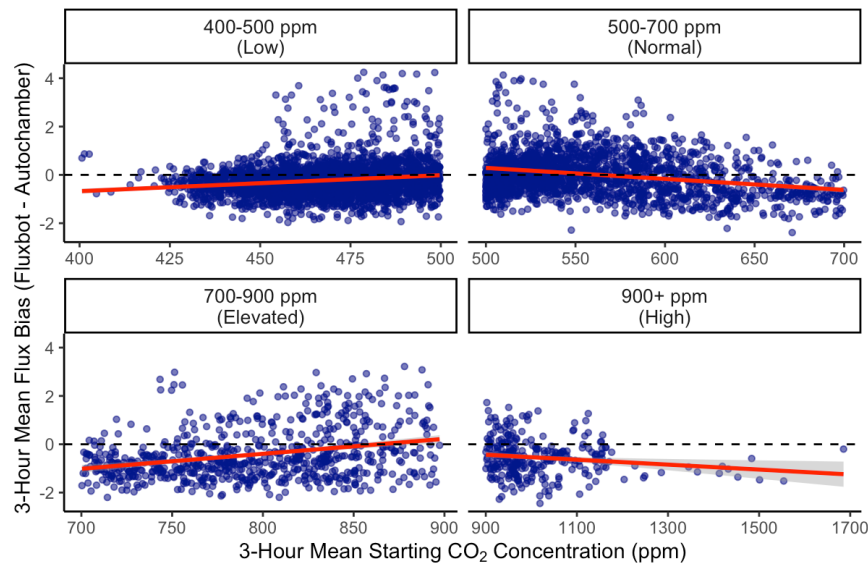 400-500 ppm
(Low)
500-700 ppm
(Normal)
4
2
0
-2
400
425
450
475
500
500
550
600
650
700
700-900 ppm
(Elevated)
900+ ppm
(High)
4
2
0
-2
700
750
800
850
900
900
1100
1300
1500
1700
3-Hour Mean Starting CO₂ Concentration (ppm)
3-Hour Mean Flux Bias (Fluxbot - Autochamber)